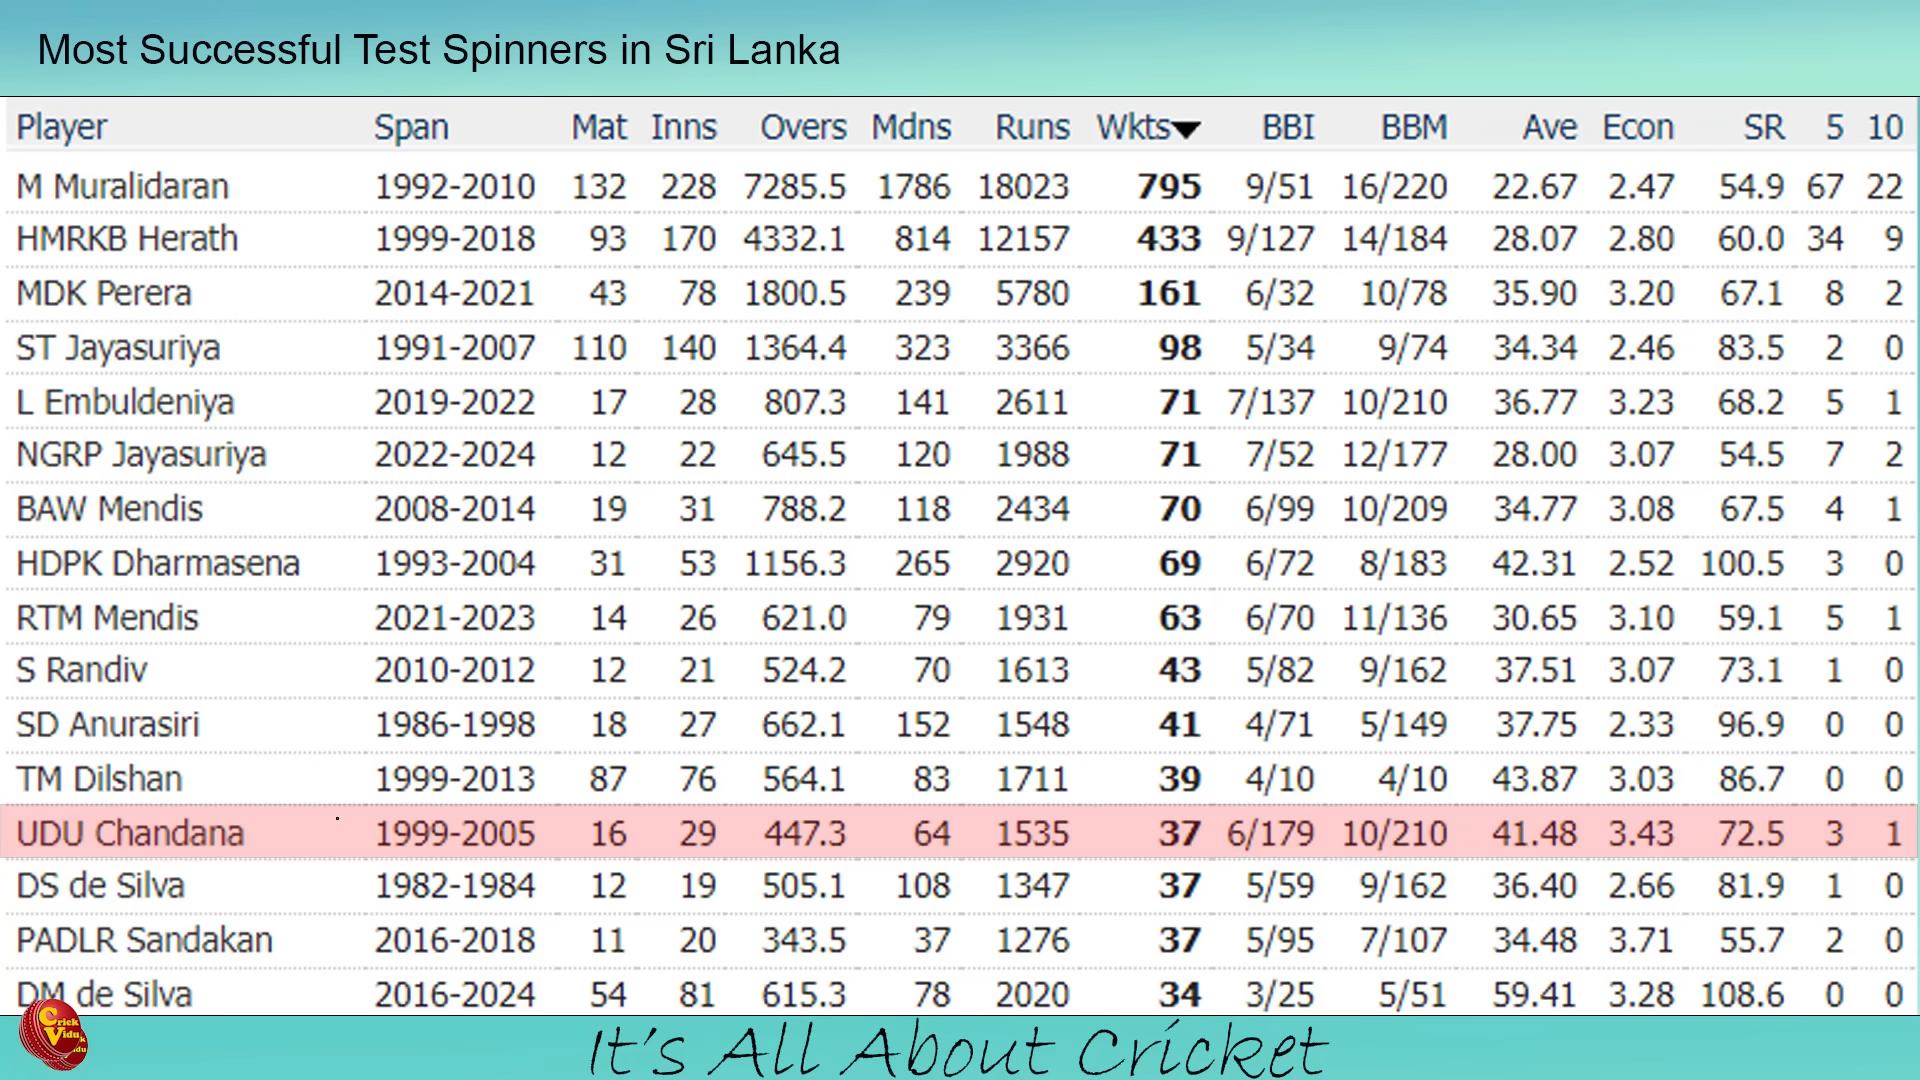 Most Successful Test Spinners in Sri Lanka
Player Span Mat Inns Overs Mdns Runs Wkts BBI BBM Ave Econ SR 5 10
M Muralidaran 1992-2010 132 228 7285.5 1786 18023 795 9/51 16/220 22.67 2.47 54.9 67 22
HMRKB Herath 1999-2018 93 170 4332.1 814 12157 433 9/127 14/184 28.07 2.80 60.0 34 9
MDK Perera 2014-2021 43 78 1800.5 239 5780 161 6/32 10/78 35.90 3.20 67.1 8 2
ST Jayasuriya 1991-2007 110 140 1364.4 323 3366 98 5/34 9/74 34.34 2.46 83.5 2 0
L Embuldeniya 2019-2022 17 28 807.3 141 2611 71 7/137 10/210 36.77 3.23 68.2 5 1
NGRP Jayasuriya 2022-2024 12 22 645.5 120 1988 71 7/52 12/177 28.00 3.07 54.5 7 2
BAW Mendis 2008-2014 19 31 788.2 118 2434 70 6/99 10/209 34.77 3.08 67.5 4 1
HDPK Dharmasena 1993-2004 31 53 1156.3 265 2920 69 6/72 8/183 42.31 2.52 100.5 3 0
RTM Mendis 2021-2023 14 26 621.0 79 1931 63 6/70 11/136 30.65 3.10 59.1 5 1
S Randiv 2010-2012 12 21 524.2 70 1613 43 5/82 9/162 37.51 3.07 73.1 1 0
SD Anurasiri 1986-1998 18 27 662.1 152 1548 41 4/71 5/149 37.75 2.33 96.9 0 0
TM Dilshan 1999-2013 87 76 564.1 83 1711 39 4/10 4/10 43.87 3.03 86.7 0 0
UDU Chandana 1999-2005 16 29 447.3 64 1535 37 6/179 10/210 41.48 3.43 72.5 3 1
DS de Silva 1982-1984 12 19 505.1 108 1347 37 5/59 9/162 36.40 2.66 81.9 1 0
PADLR Sandakan 2016-2018 11 20 343.5 37 1276 37 5/95 7/107 34.48 3.71 55.7 2 0
DM de Silva 2016-2024 54 81 615.3 78 2020 34 3/25 5/51 59.41 3.28 108.6 0 0
Crick
Vidu
It's All About Cricket